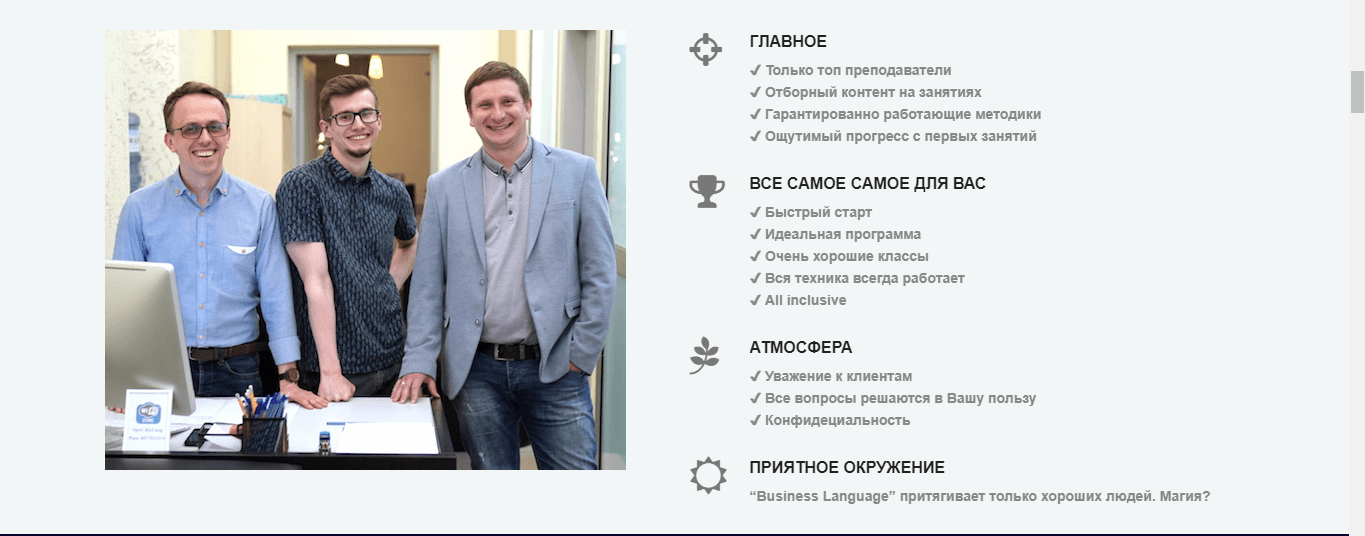 ГЛАВНОЕ
✔ Только топ преподаватели
✔ Отборный контент на занятиях
✔ Гарантированно работающие методики
✔ Ощутимый прогресс с первых занятий
ВСЕ САМОЕ САМОЕ ДЛЯ ВАС
✔ Быстрый старт
✔ Идеальная программа
✔ Очень хорошие классы
✔ Вся техника всегда работает
✔ All inclusive
АТМОСФЕРА
✔ Уважение к клиентам
✔ Все вопросы решаются в Вашу пользу
✔ Конфидециальность
ПРИЯТНОЕ ОКРУЖЕНИЕ
“Business Language” притягивает только хороших людей. Магия?